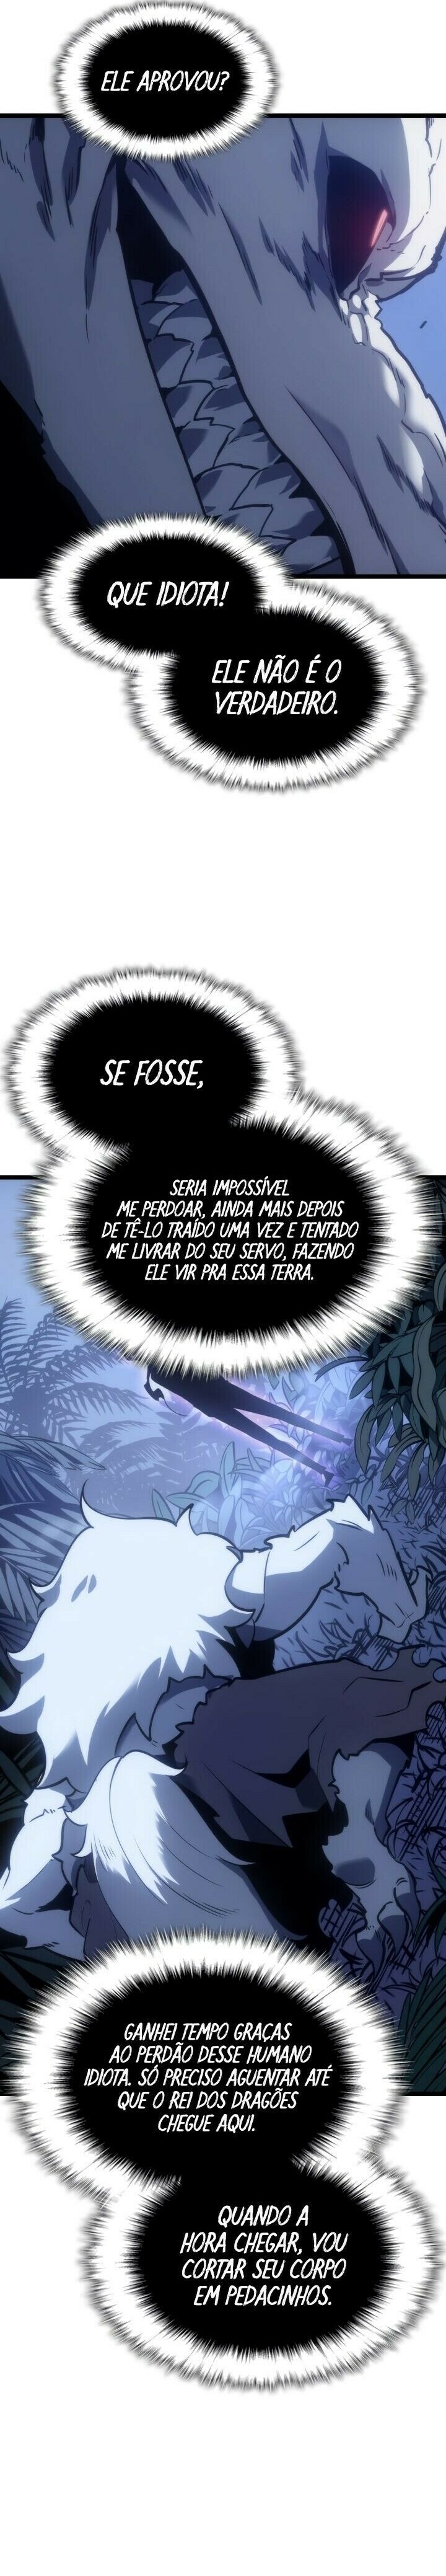 ELE APROVOU?
QUE IDIOTA!
ELE NÃO É O
VERDADEIRO.
SE FOSSE,
SERIA IMPOSSÍVEL
ME PERDOAR, AINDA MAIS DEPOIS
DE TÊ-LO TRAÍDO UMA VEZ E TENTADO
ME LIVRAR DO SEU SERVO, FAZENDO
ELE VIR PRA ESSA TERRA.
GANHEI TEMPO GRAÇAS
AO PERDÃO DESSE HUMANO
IDIOTA. SÓ PRECISO AGUENTAR ATÉ
QUE O REI DOS DRAGÕES
CHEGUE AQUI.
QUANDO A
HORA CHEGAR, VOU
CORTAR SEU CORPO
EM PEDACINHOS.